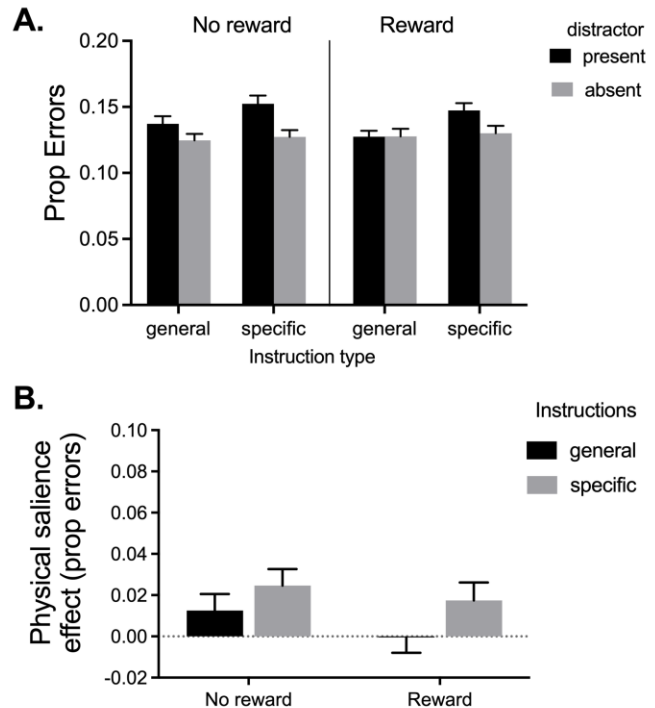 A.
No reward
Reward
distractor
present
absent
Prop Errors
0.20
0.15
0.10
0.05
0.00
general
specific
general
specific
Instruction type
B.
Instructions
general
specific
Physical salience
effect (prop errors)
0.10
0.08
0.06
0.04
0.02
0.00
-0.02
No reward
Reward